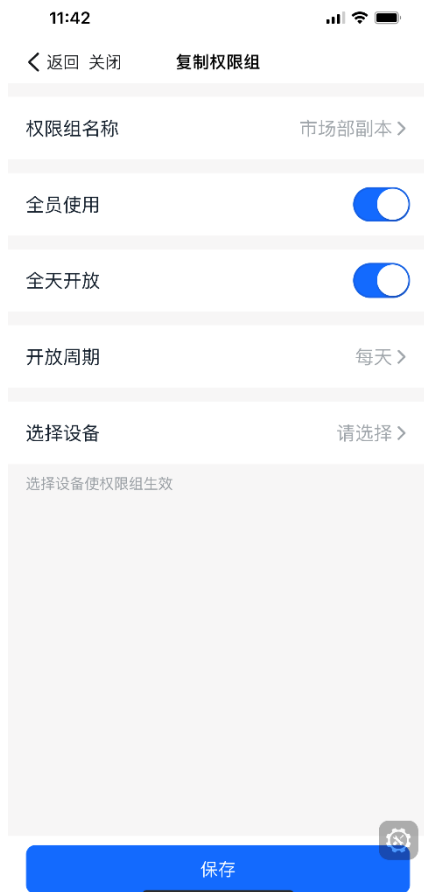 11:42
返回 关闭 复制权限组
权限组名称 市场部副本
全员使用
全天开放
开放周期 每天
选择设备 请选择
选择设备使权限组生效
保存